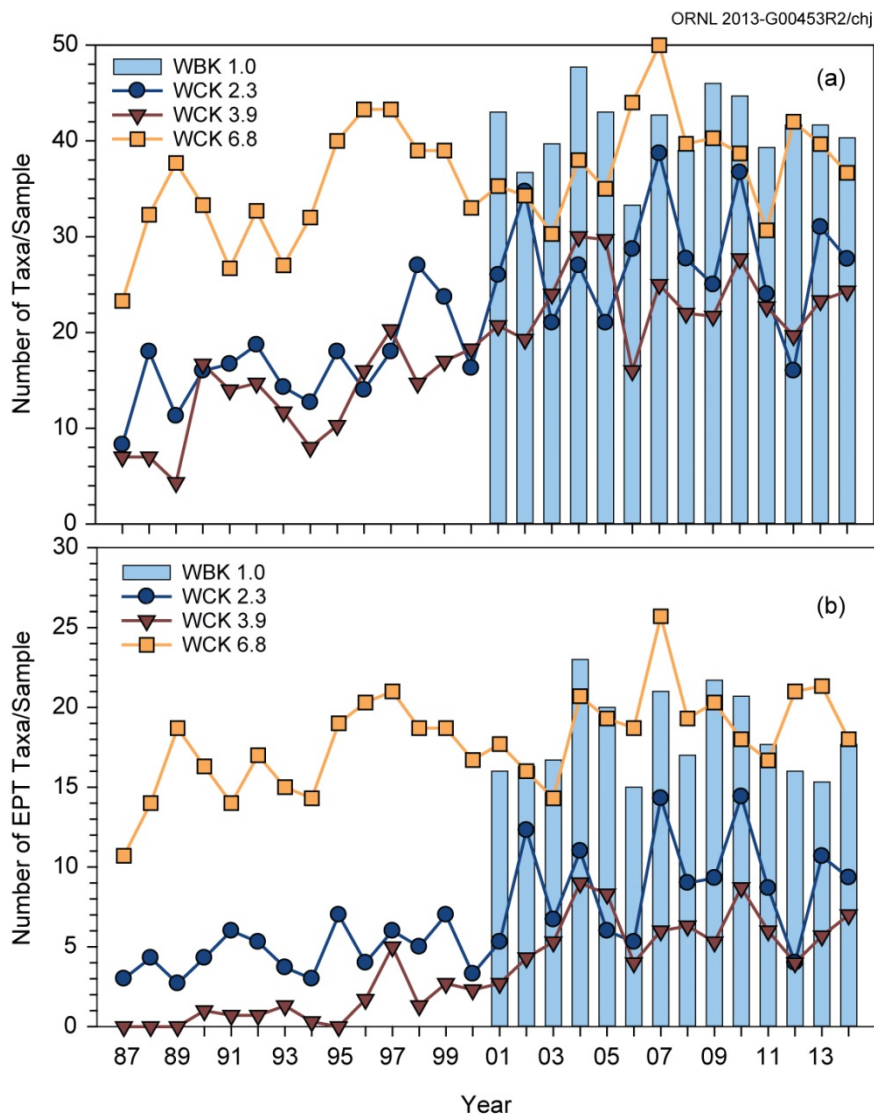 ORNL 2013-G00453R2/chj
50
40
30
20
10
0
Number of Taxa/Sample
WBK 1.0
WCK 2.3
WCK 3.9
WCK 6.8
(a)
30
25
20
15
10
5
0
Number of EPT Taxa/Sample
WBK 1.0
WCK 2.3
WCK 3.9
WCK 6.8
(b)
87 89 91 93 95 97 99 01 03 05 07 09 11 13
Year